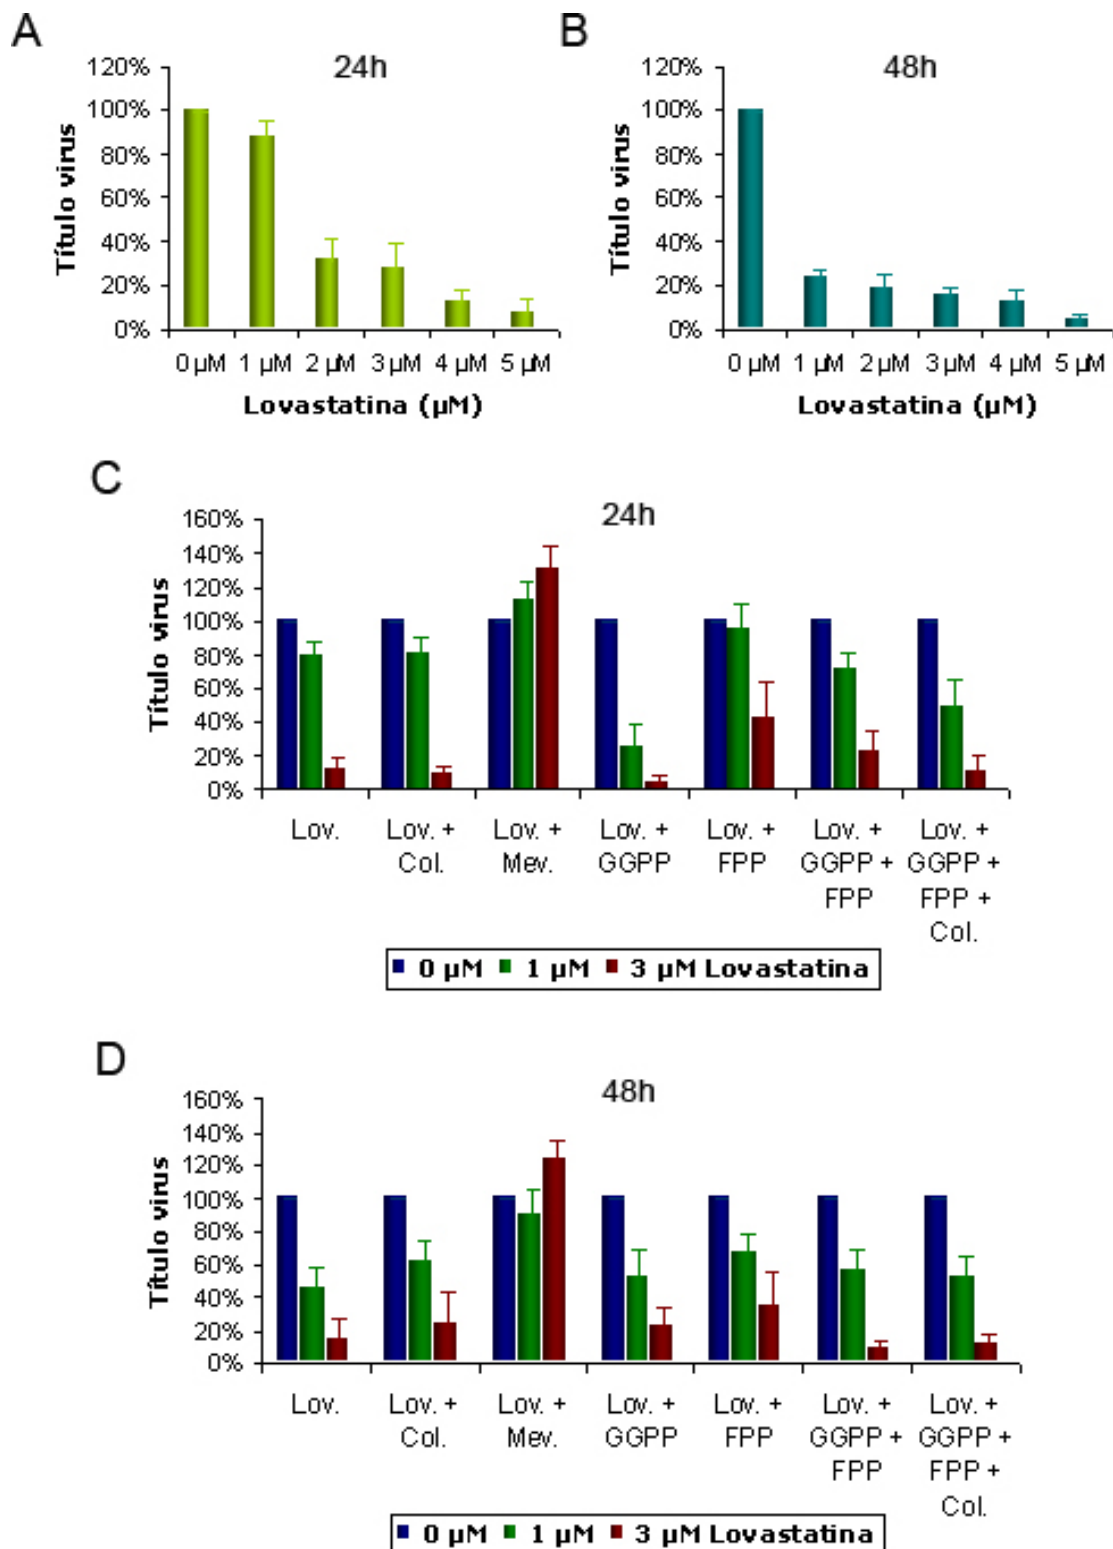 A
24h
120%
100%
80%
60%
40%
20%
0%
Título virus
0 µM 1 µM 2 µM 3 µM 4 µM 5 µM
Lovastatina (µM)
B
48h
120%
100%
80%
60%
40%
20%
0%
Título virus
0 µM 1 µM 2 µM 3 µM 4 µM 5 µM
Lovastatina (µM)
C
24h
160%
140%
120%
100%
80%
60%
40%
20%
0%
Título virus
Lov.
Lov. +
Col.
Lov. +
Mev.
Lov. +
GGPP
Lov. +
FPP
Lov. +
GGPP +
FPP
Lov. +
GGPP +
FPP +
Col.
0 µM 1 µM 3 µM Lovastatina
D
48h
160%
140%
120%
100%
80%
60%
40%
20%
0%
Título virus
Lov.
Lov. +
Col.
Lov. +
Mev.
Lov. +
GGPP
Lov. +
FPP
Lov. +
GGPP +
FPP
Lov. +
GGPP +
FPP +
Col.
0 µM 1 µM 3 µM Lovastatina